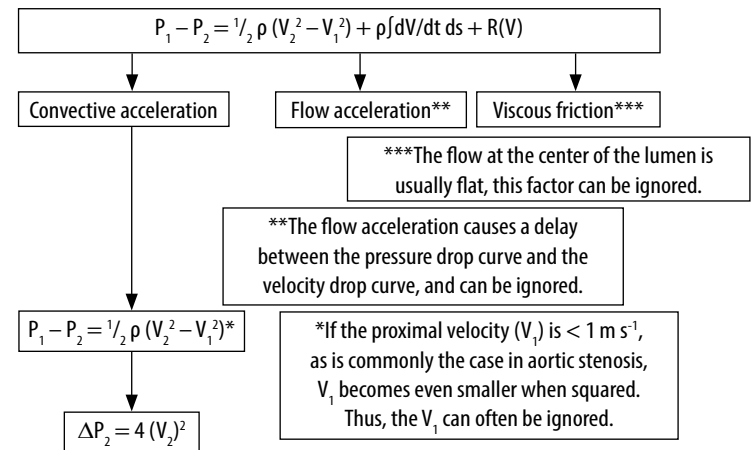 P₁ – P₂ = ¹/₂ ρ (V₂² – V₁²) + ρ∫dV/dt ds + R(V)
Convective acceleration
Flow acceleration**
Viscous friction***
***The flow at the center of the lumen is
usually flat, this factor can be ignored.
**The flow acceleration causes a delay
between the pressure drop curve and the
velocity drop curve, and can be ignored.
P₁ – P₂ = ¹/₂ ρ (V₂² – V₁²)*
*If the proximal velocity (V₁) is < 1 m s⁻¹,
as is commonly the case in aortic stenosis,
V₁ becomes even smaller when squared.
Thus, the V₁ can often be ignored.
ΔP₂ = 4 (V₂)²